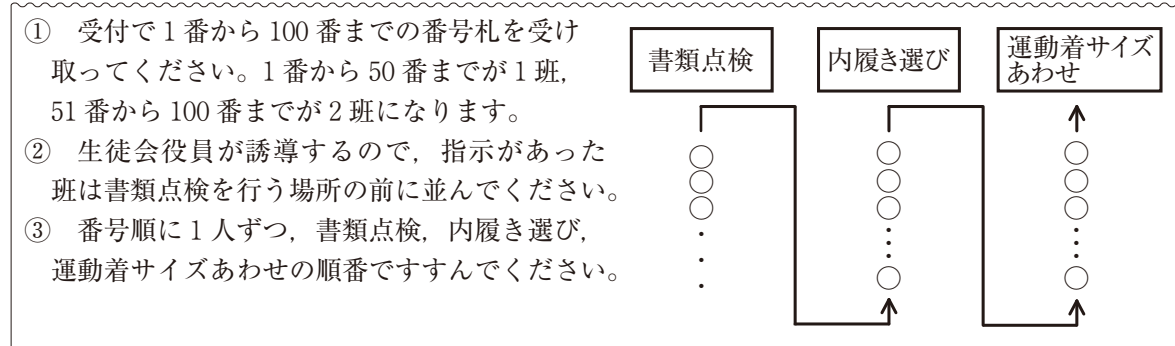 ① 受付で1番から100番までの番号札を受け
取ってください。1番から50番までが1班,
51番から100番までが2班になります。
② 生徒会役員が誘導するので,指示があった
班は書類点検を行う場所の前に並んでください。
③ 番号順に1人ずつ,書類点検,内履き選び,
運動着サイズあわせの順番ですすんでください。
書類点検
内履き選び
運動着サイズ
あわせ